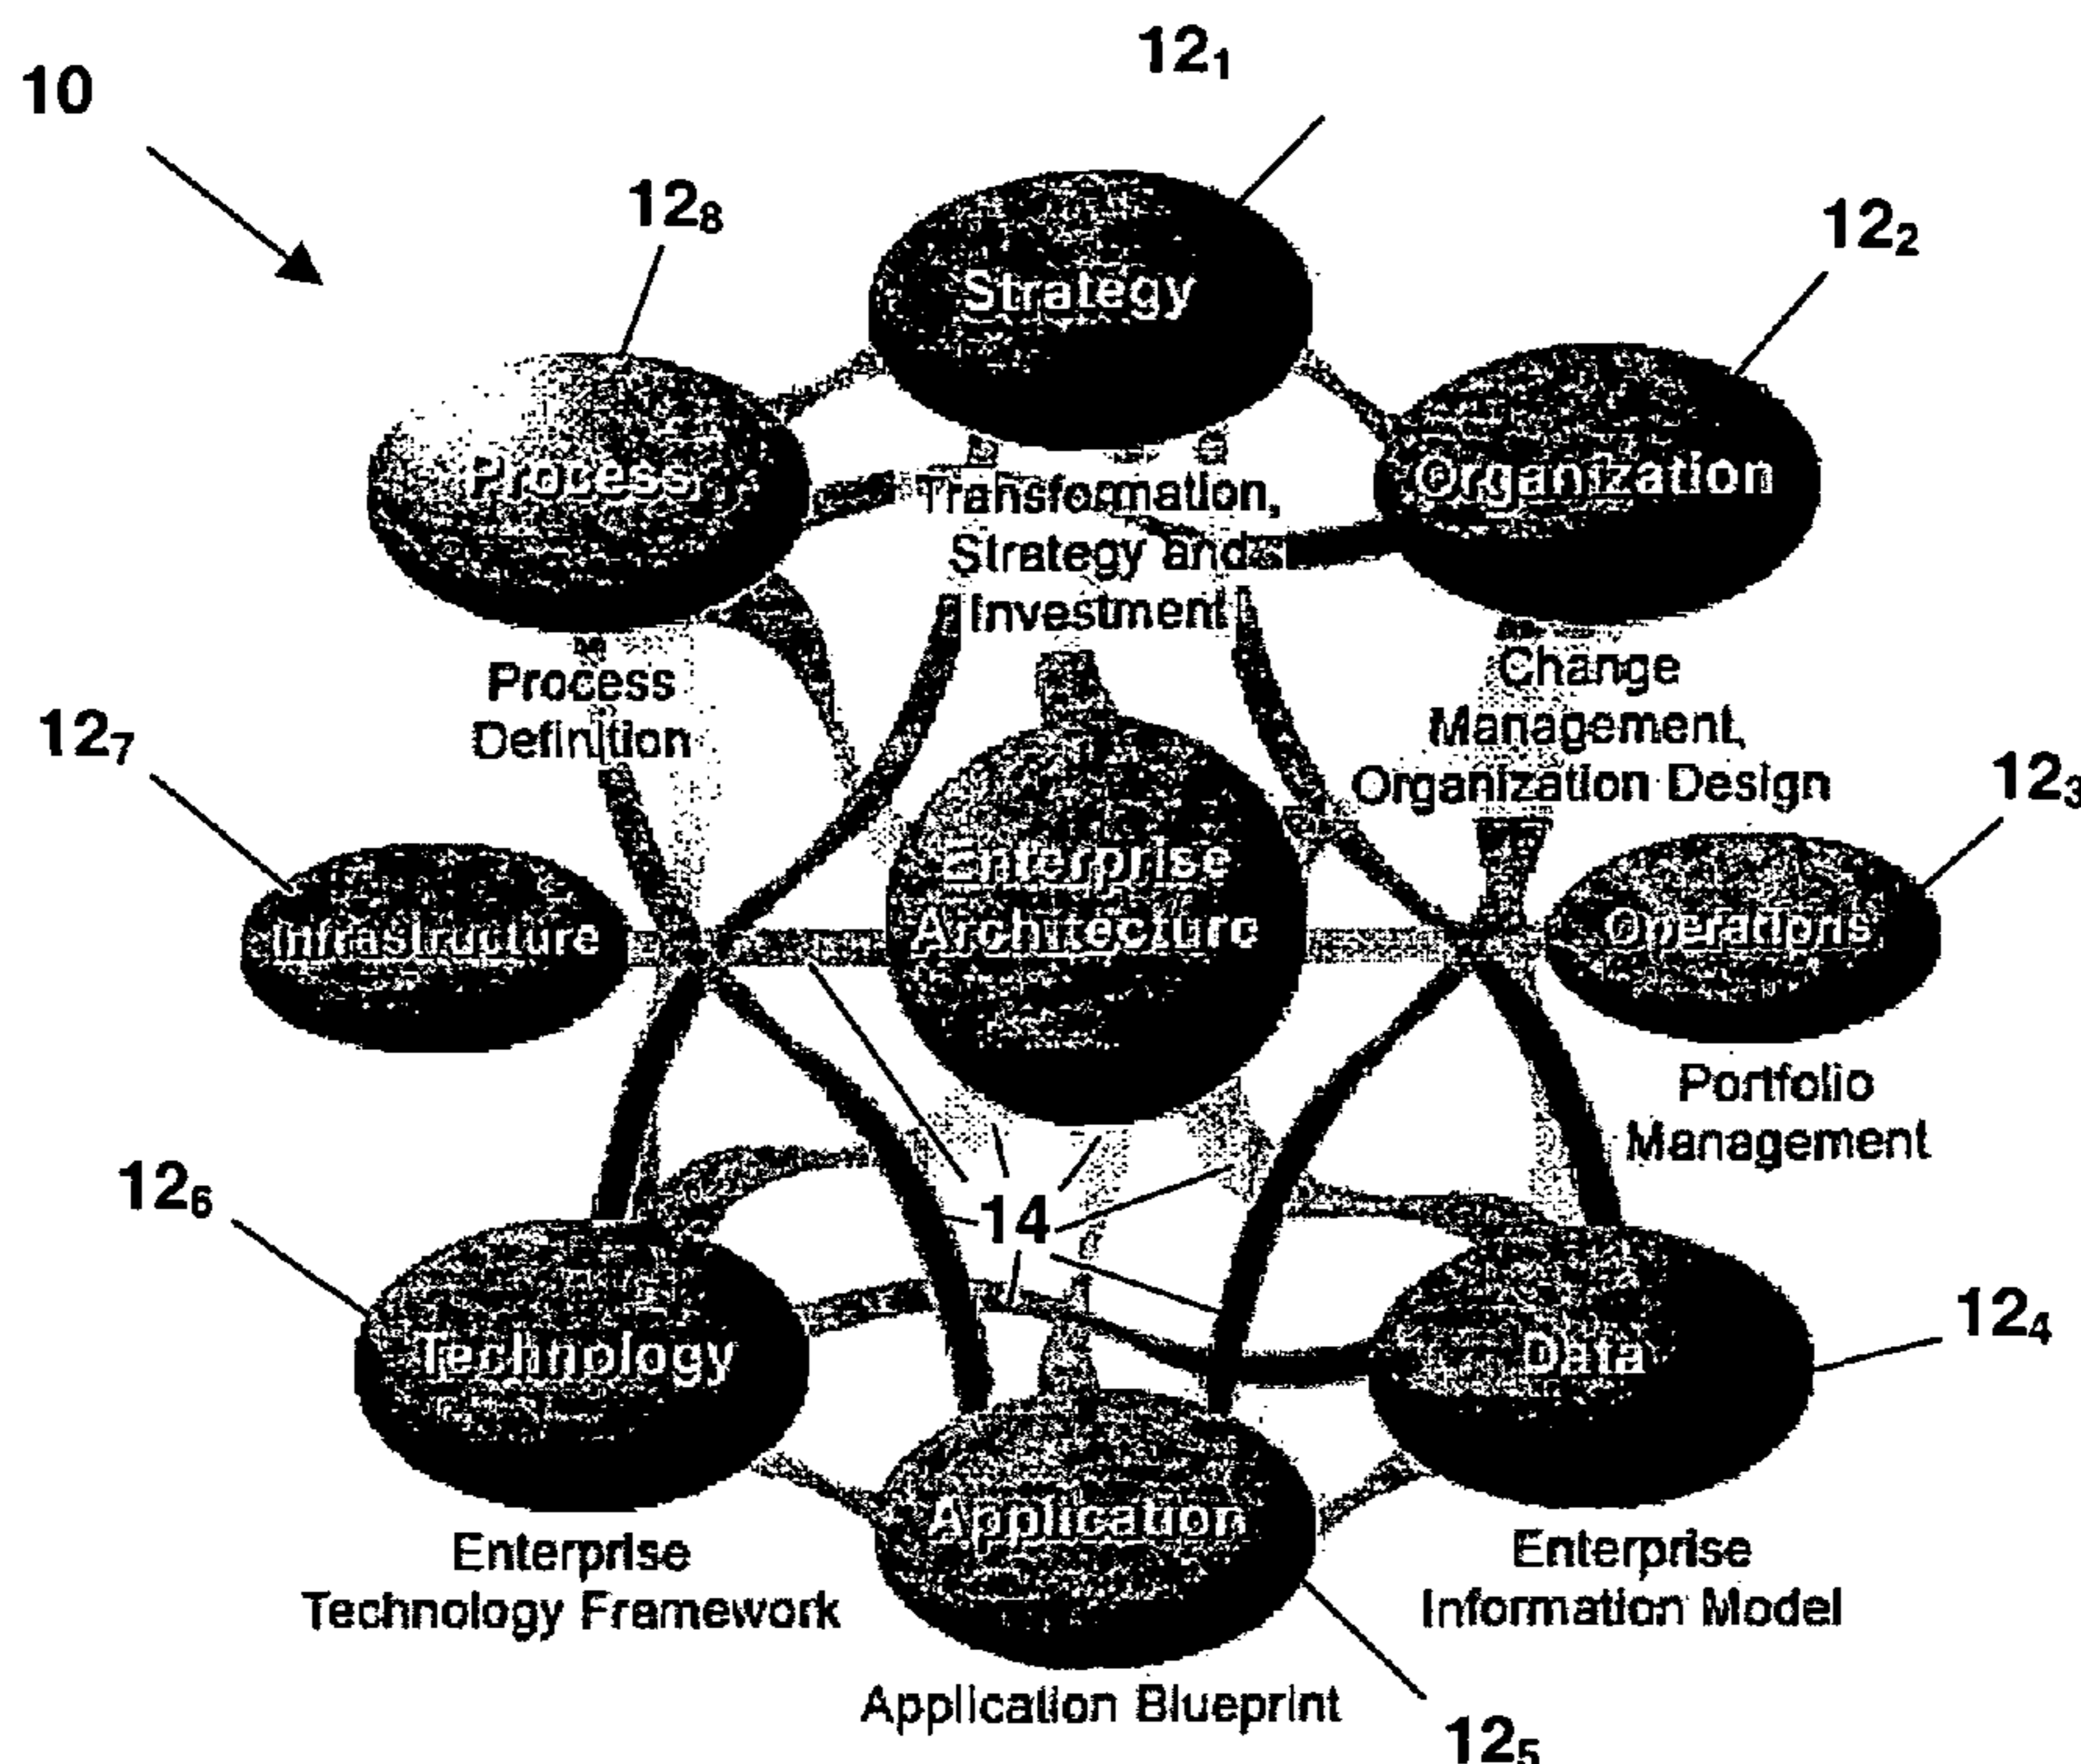 12₁
10
12₈
12₂
Strategy
Process
Organization
Transformation,
Strategy and
Investment
Process
Definition
Change
Management,
Organization Design
12₇
12₃
Enterprise
Architecture
Infrastructure
Operations
Portfolio
Management
12₆
14
12₄
Technology
Data
Application
Enterprise
Technology Framework
Enterprise
Information Model
Application Blueprint
12₅